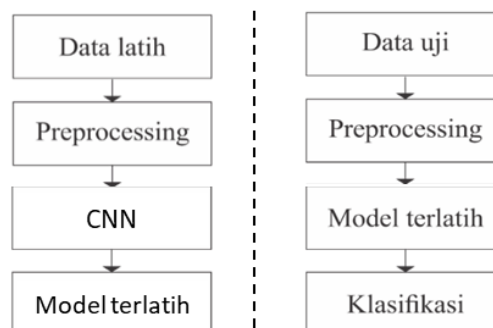 Data latih
Preprocessing
CNN
Model terlatih
Data uji
Preprocessing
Model terlatih
Klasifikasi